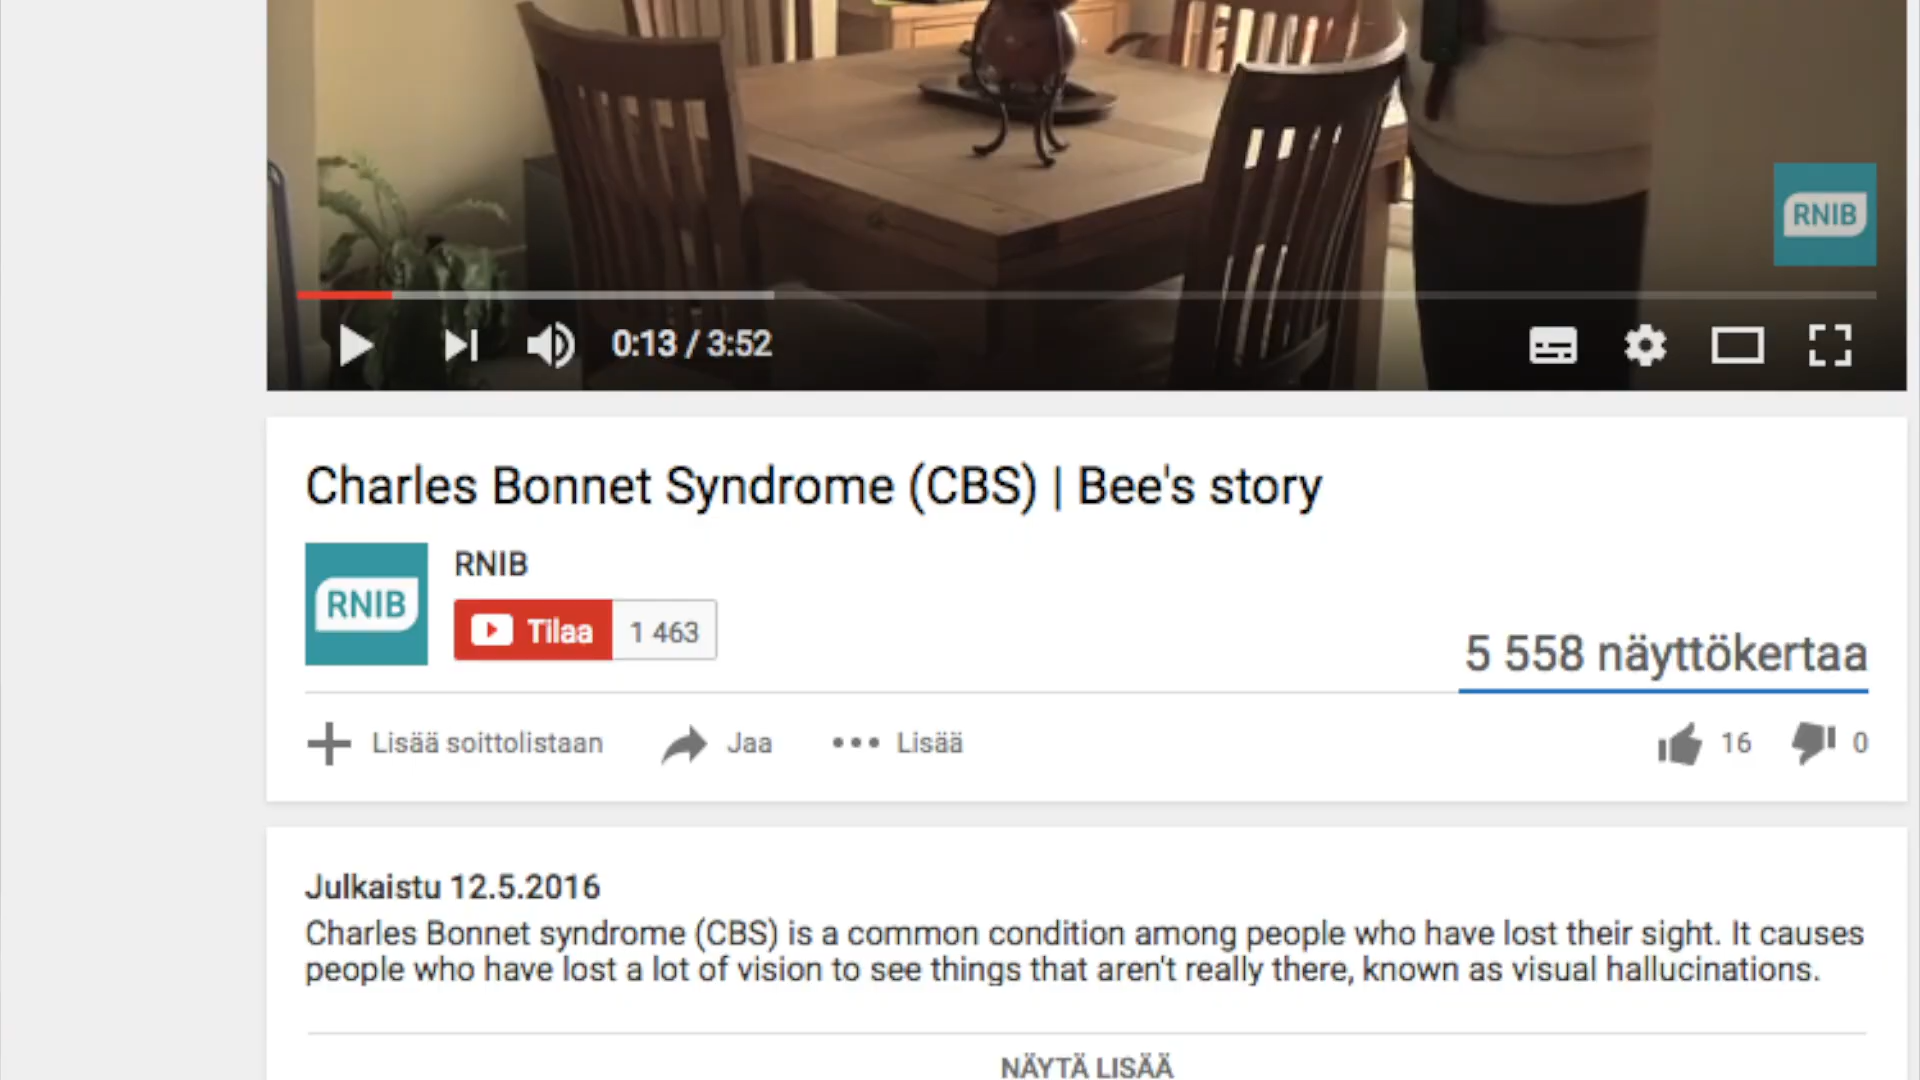 RNIB
0:13 / 3:52
Charles Bonnet Syndrome (CBS) | Bee's story
RNIB
RNIB
Tilaa 1 463
5 558 näyttökertaa
Lisää soittolistaan Jaa Lisää 16 0
Julkaistu 12.5.2016
Charles Bonnet syndrome (CBS) is a common condition among people who have lost their sight. It causes
people who have lost a lot of vision to see things that aren't really there, known as visual hallucinations.
NÄYTÄ LISÄÄ